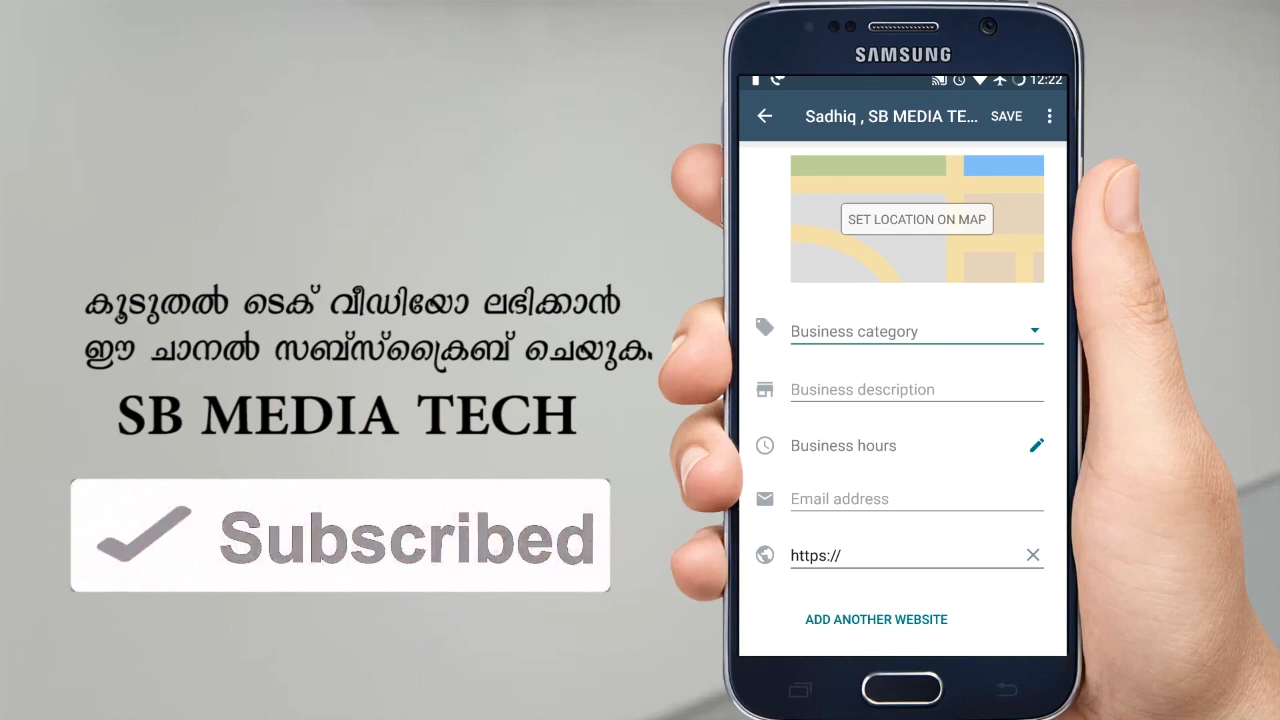 കൂടുതൽ ടെക് വീഡിയോ ലഭിക്കാൻ
ഈ ചാനൽ സബ്സ്ക്രൈബ് ചെയുക.
SB MEDIA TECH
Subscribed
SAMSUNG
12:22
Sadhiq , SB MEDIA TE... SAVE
SET LOCATION ON MAP
Business category
Business description
Business hours
Email address
https://
ADD ANOTHER WEBSITE